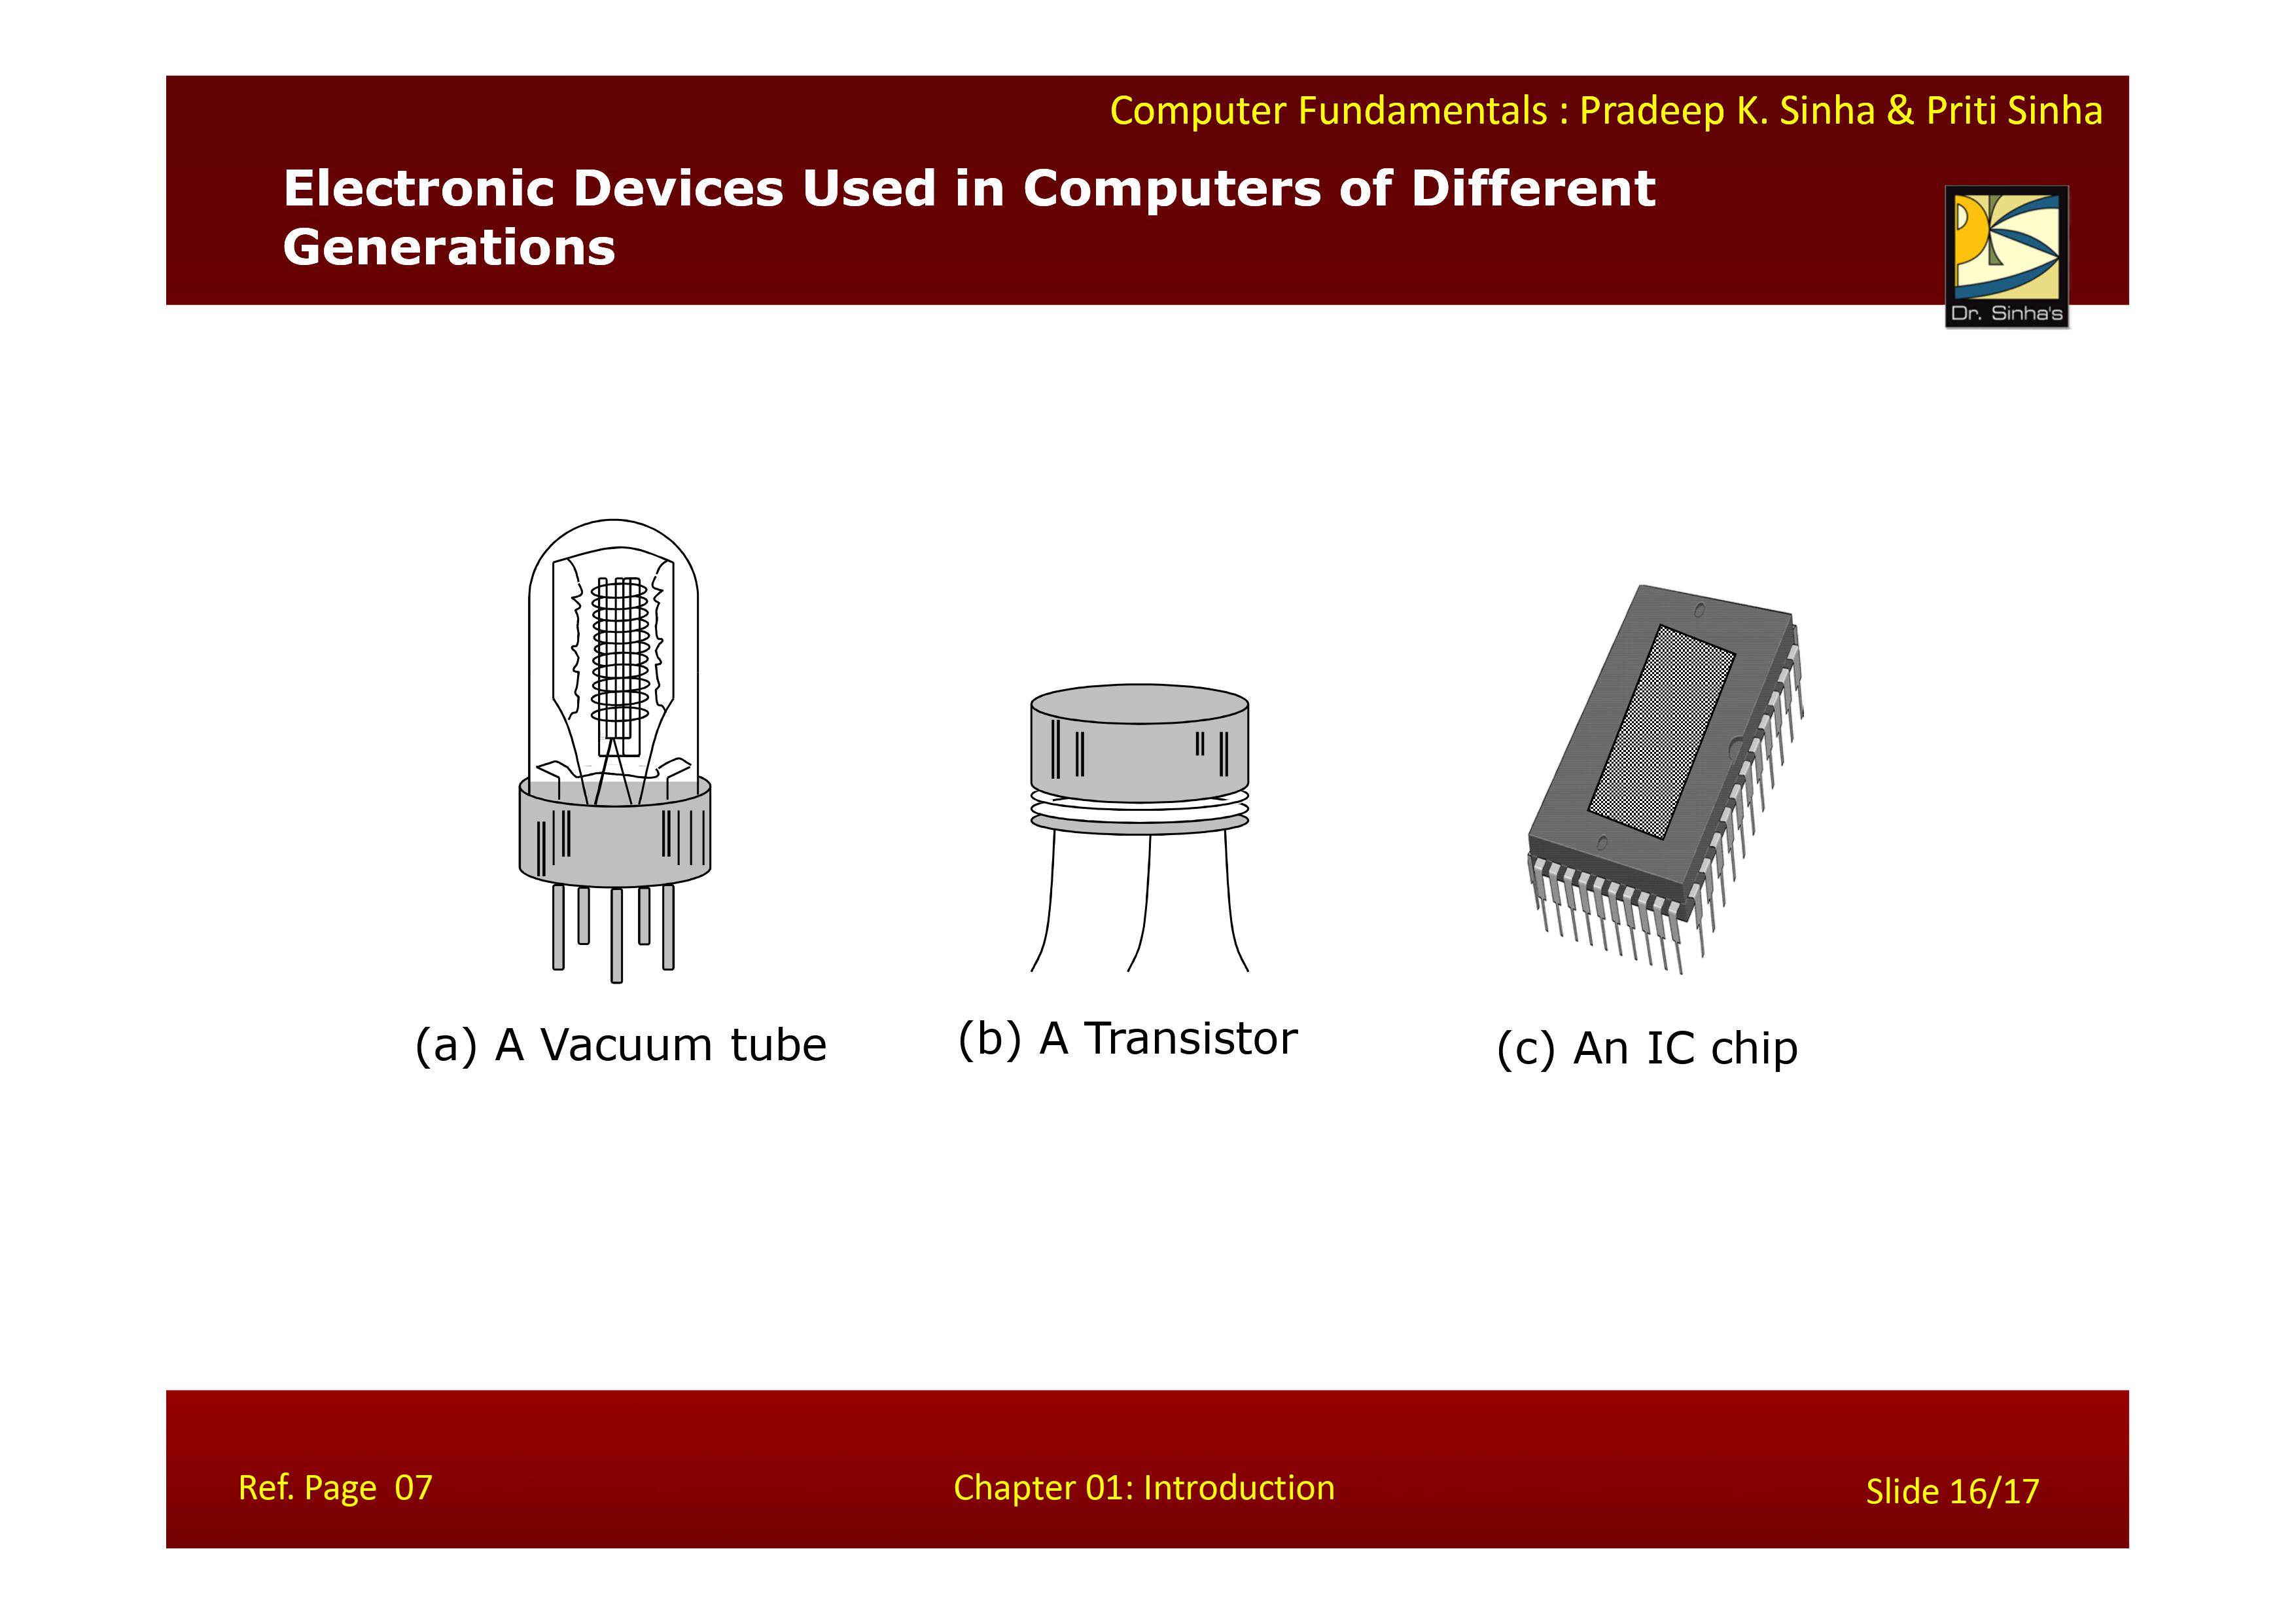 Computer Fundamentals : Pradeep K. Sinha & Priti Sinha
Electronic Devices Used in Computers of Different
Generations
Dr. Sinha's
(a) A Vacuum tube
(b) A Transistor
(c) An IC chip
Ref. Page 07
Chapter 01: Introduction
Slide 16/17